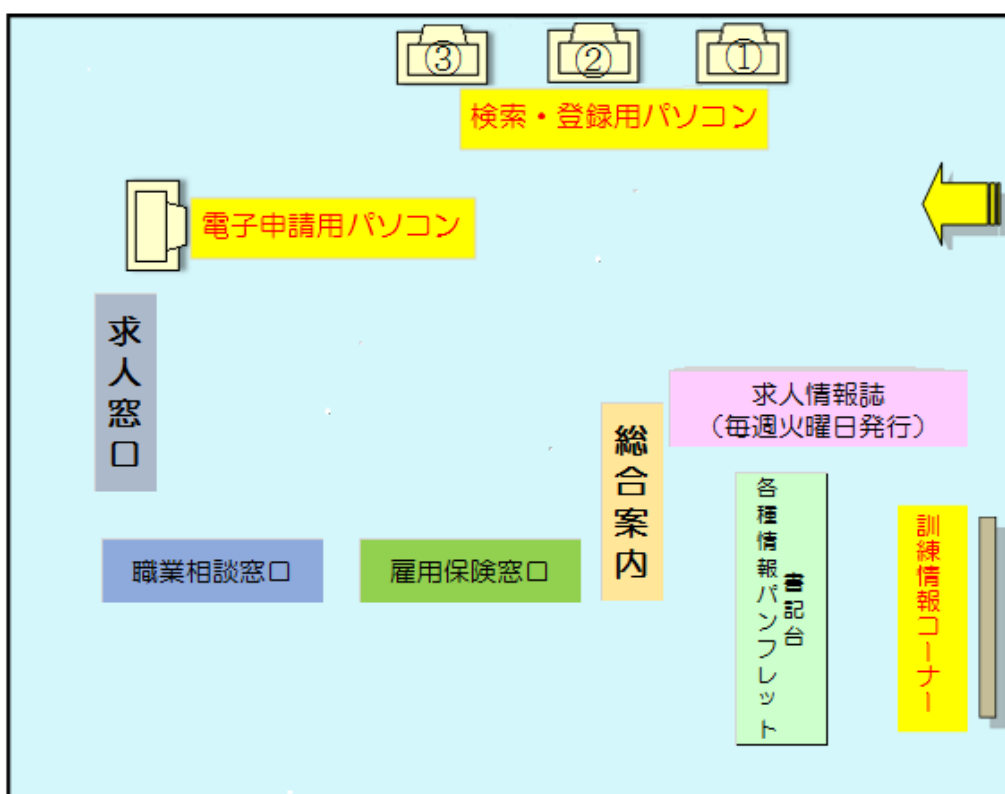 ③
②
①
検索・登録用パソコン
電子申請用パソコン
求人窓口
求人情報誌
（毎週火曜日発行）
総合案内
書記台
各種情報パンフレット
訓練情報コーナー
職業相談窓口
雇用保険窓口